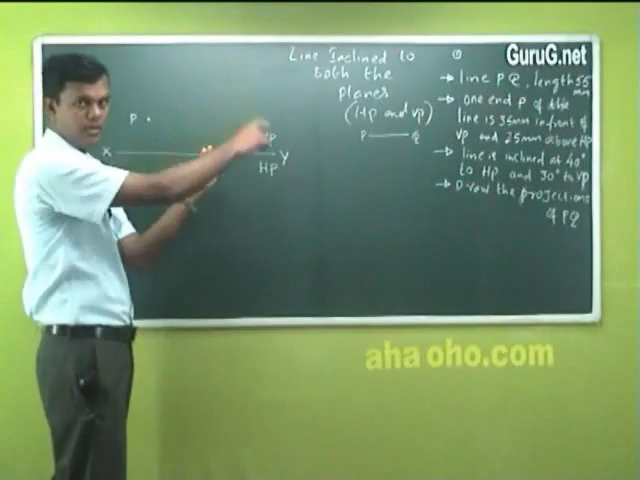 Line Inclined to
both the
planes
(HP and VP)
P Q
GuruG.net
→ line PQ, length 55
mm
→ one end P of the
line is 35mm infront of
VP and 25mm above HP
→ line is inclined at 40°
to HP and 30° to VP
→ Draw the projections
of PQ
P
X Y
HP
aha oho.com